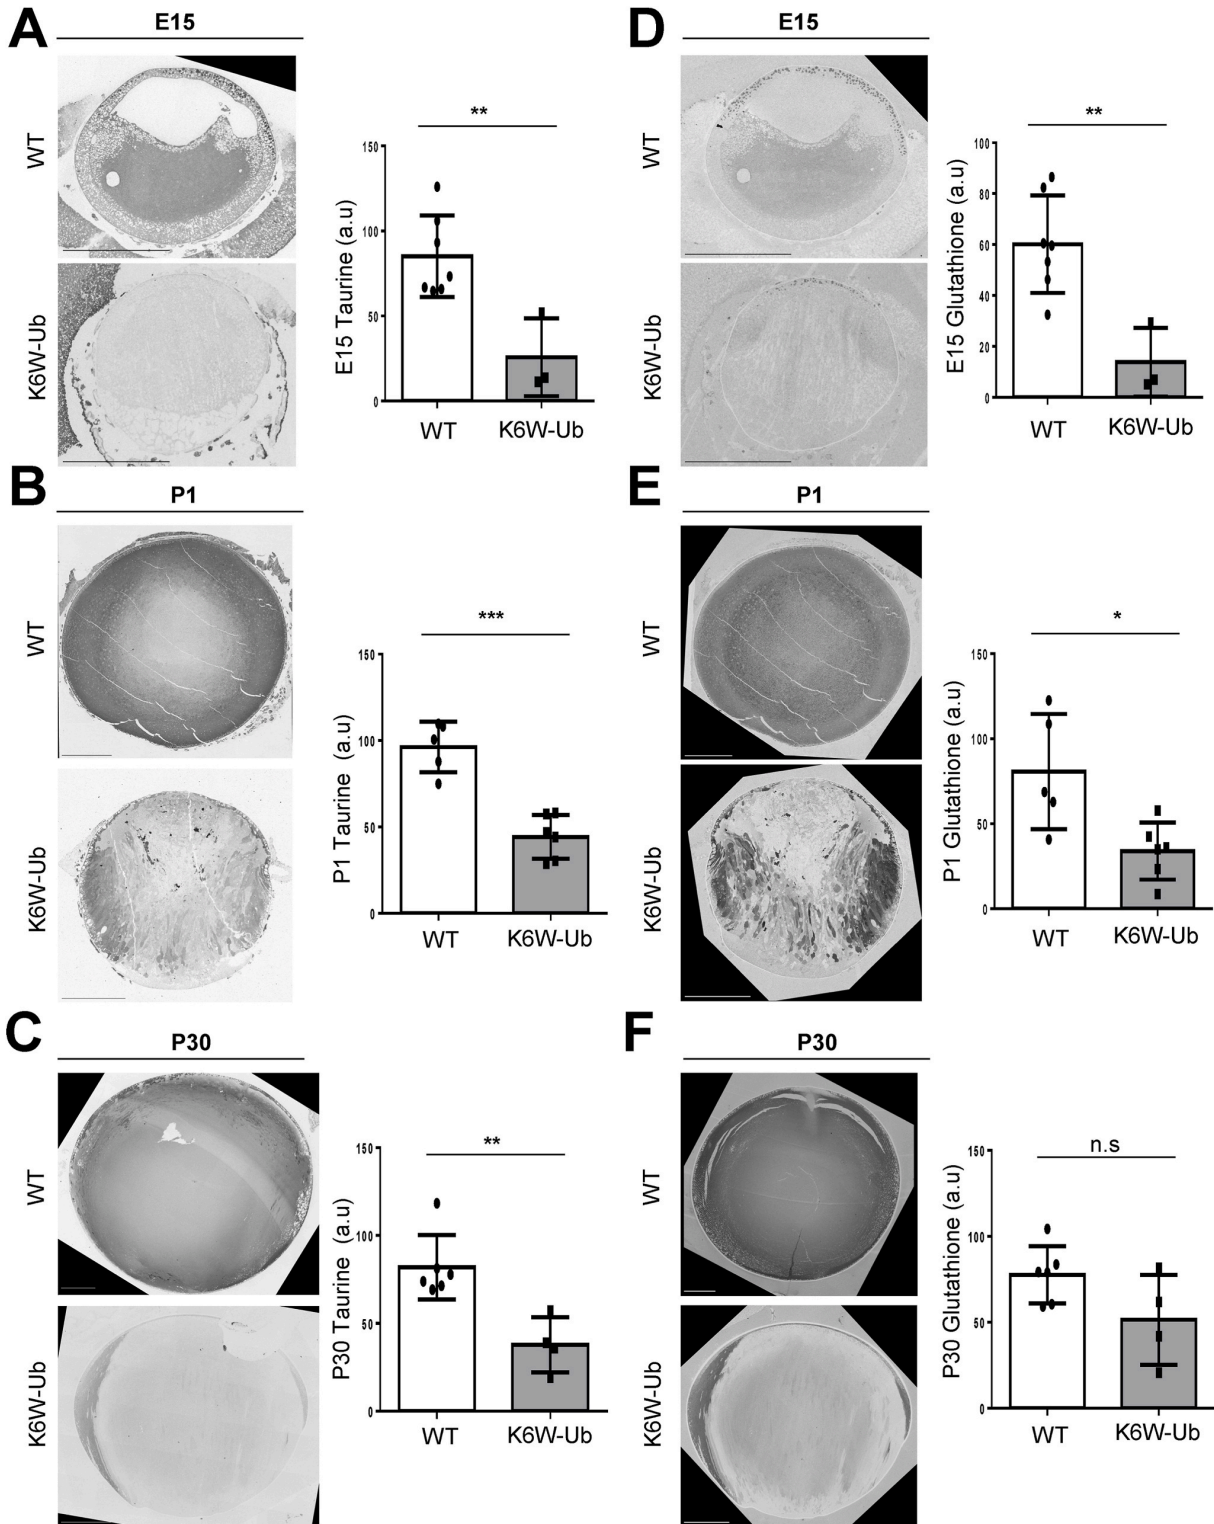 A
E15
WT
K6W-Ub
**
E15 Taurine (a.u)
150
100
50
0
WT
K6W-Ub
B
P1
WT
K6W-Ub
***
P1 Taurine (a.u)
150
100
50
0
WT
K6W-Ub
C
P30
WT
K6W-Ub
**
P30 Taurine (a.u)
150
100
50
0
WT
K6W-Ub
D
E15
WT
K6W-Ub
**
E15 Glutathione (a.u)
100
80
60
40
20
0
WT
K6W-Ub
E
P1
WT
K6W-Ub
*
P1 Glutathione (a.u)
150
100
50
0
WT
K6W-Ub
F
P30
WT
K6W-Ub
n.s
P30 Glutathione (a.u)
150
100
50
0
WT
K6W-Ub